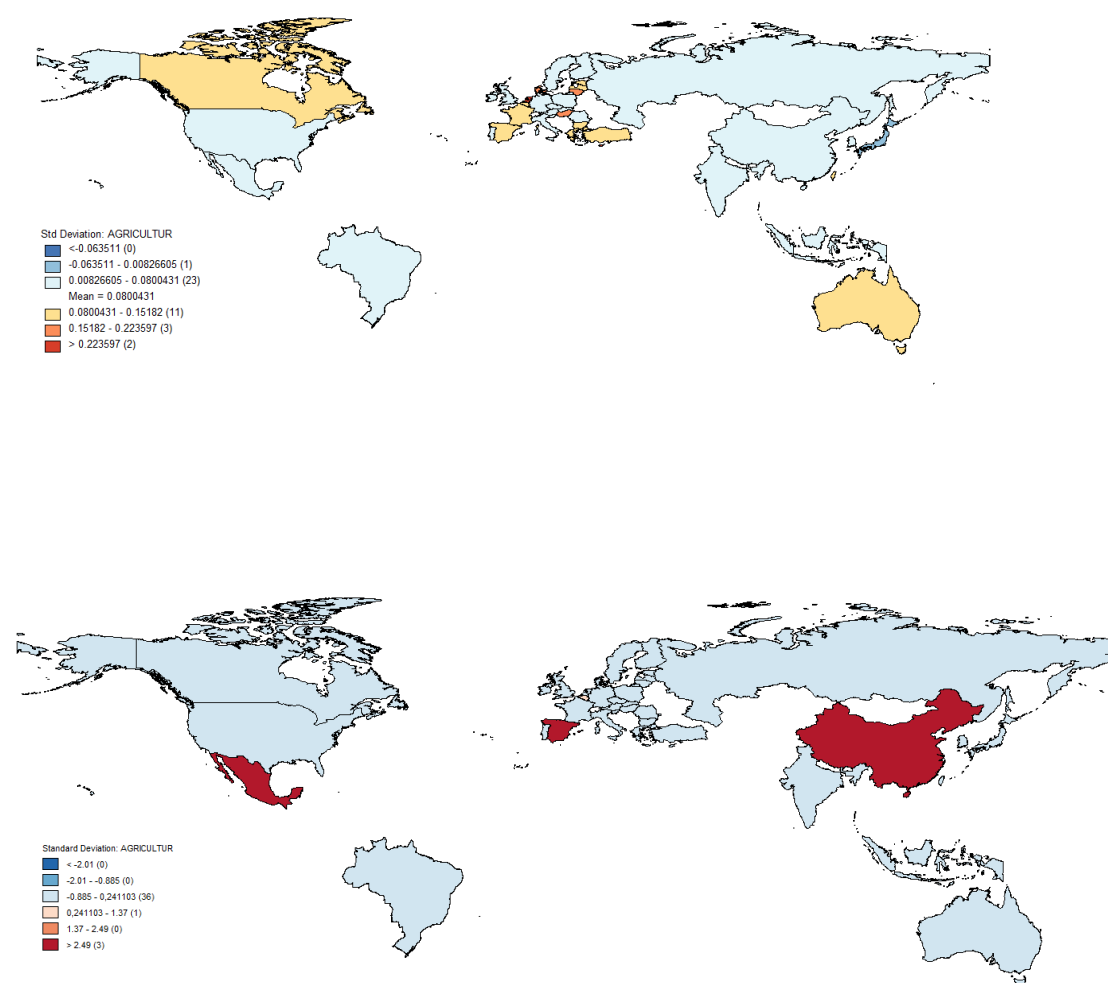 Std Deviation: AGRICULTUR
<-0.063511 (0)
-0.063511 - 0.00826605 (1)
0.00826605 - 0.0800431 (23)
Mean = 0.0800431
0.0800431 - 0.15182 (11)
0.15182 - 0.223597 (3)
> 0.223597 (2)
Standard Deviation: AGRICULTUR
< -2.01 (0)
-2.01 - -0.885 (0)
-0.885 - 0,241103 (36)
0,241103 - 1.37 (1)
1.37 - 2.49 (0)
> 2.49 (3)